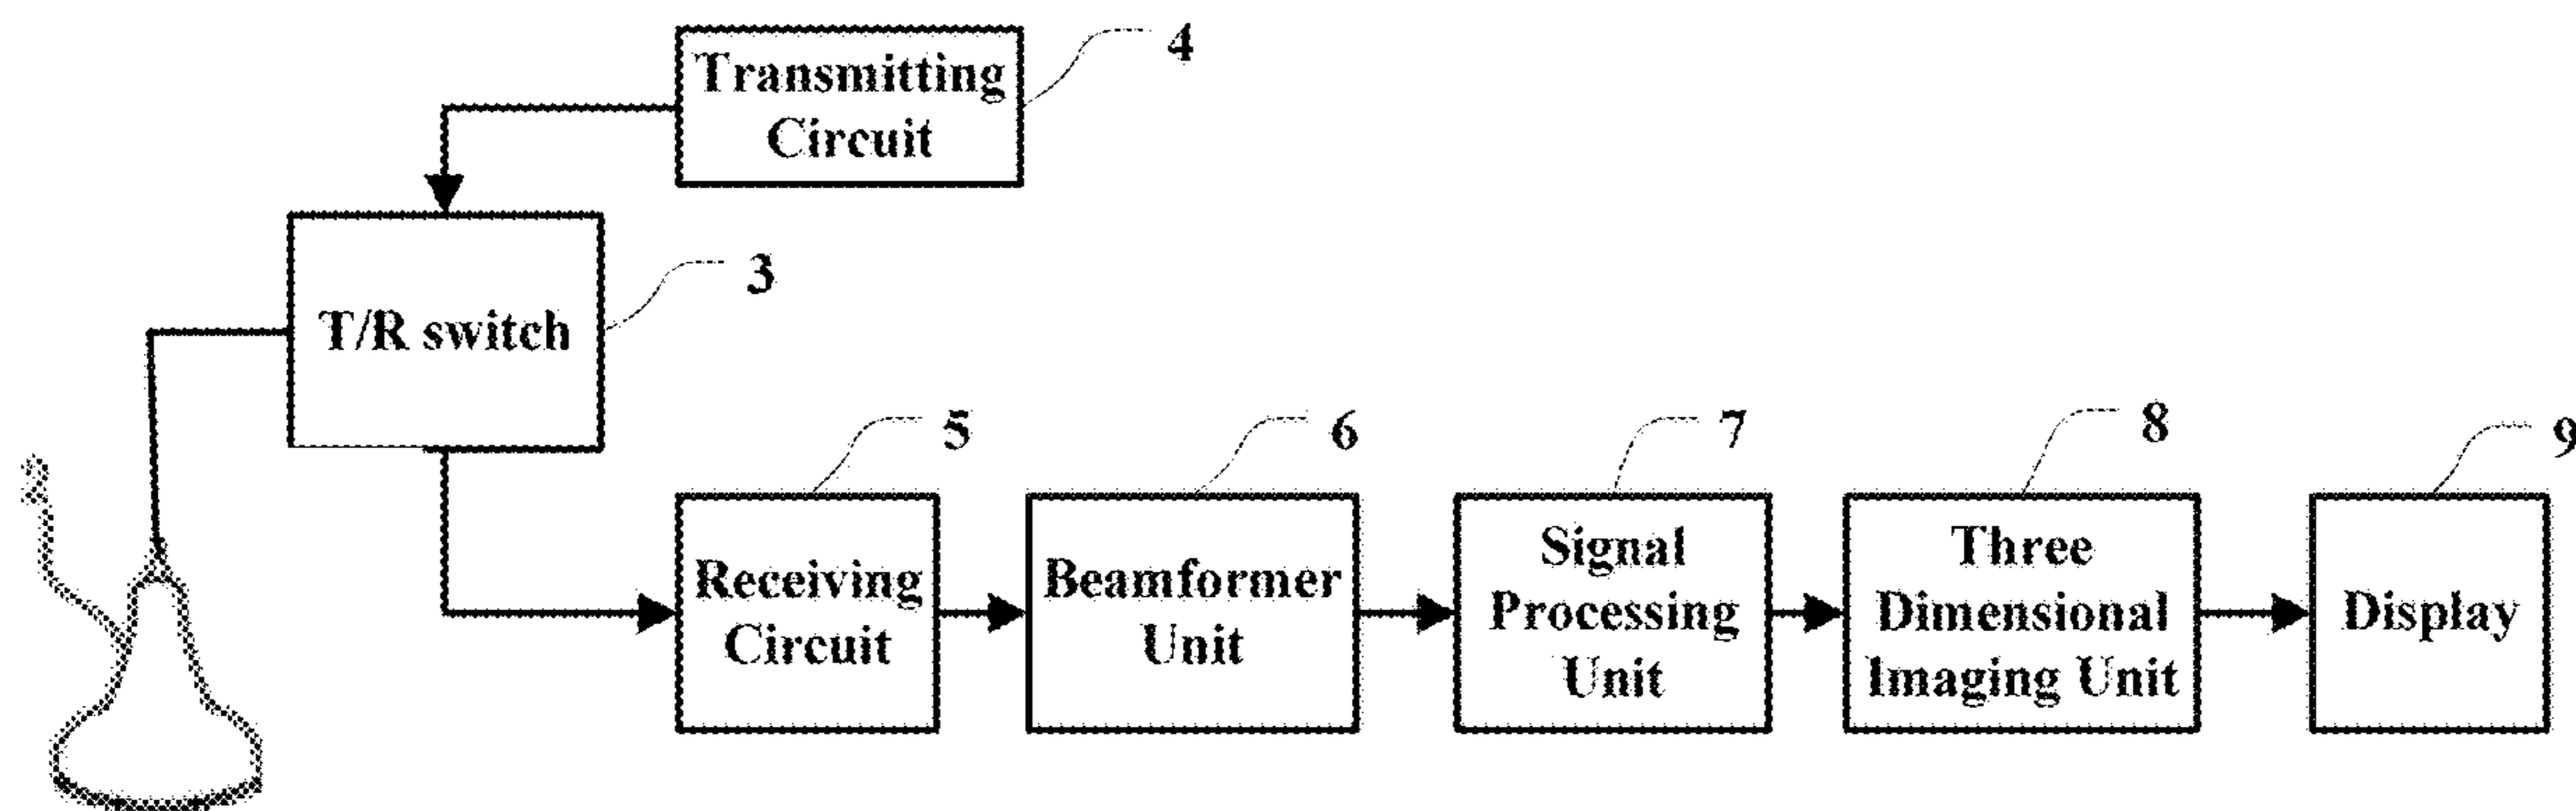 Transmitting
Circuit
4
T/R switch
3
2
Receiving
Circuit
5
Beamformer
Unit
6
Signal
Processing
Unit
7
Three
Dimensional
Imaging Unit
8
Display
9